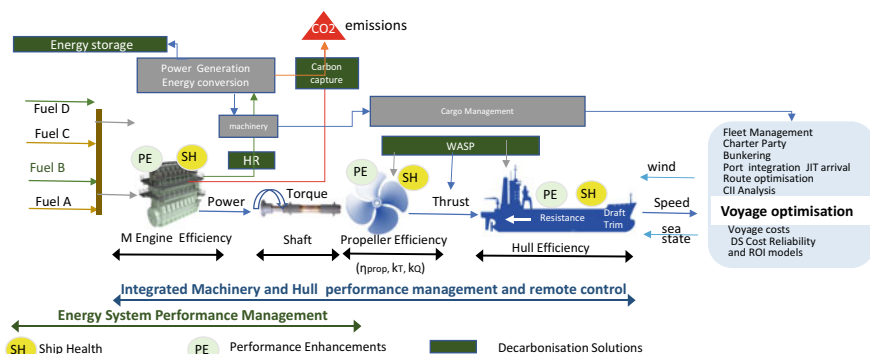 CO2 emissions
Energy storage
Power Generation
Energy conversion
Carbon
capture
Fuel D
Fuel C
Fuel B
Fuel A
machinery
Cargo Management
HR
WASP
PE
SH
PE
SH
PE
SH
Power
Torque
Thrust
Resistance
Draft
Trim
wind
Speed
sea
state
Fleet Management
Charter Party
Bunkering
Port integration JIT arrival
Route optimisation
CII Analysis
Voyage optimisation
Voyage costs
DS Cost Reliability
and ROI models
M Engine Efficiency
Shaft
Propeller Efficiency
(ηprop, kT, kQ)
Hull Efficiency
Integrated Machinery and Hull performance management and remote control
Energy System Performance Management
SH Ship Health
PE Performance Enhancements
Decarbonisation Solutions